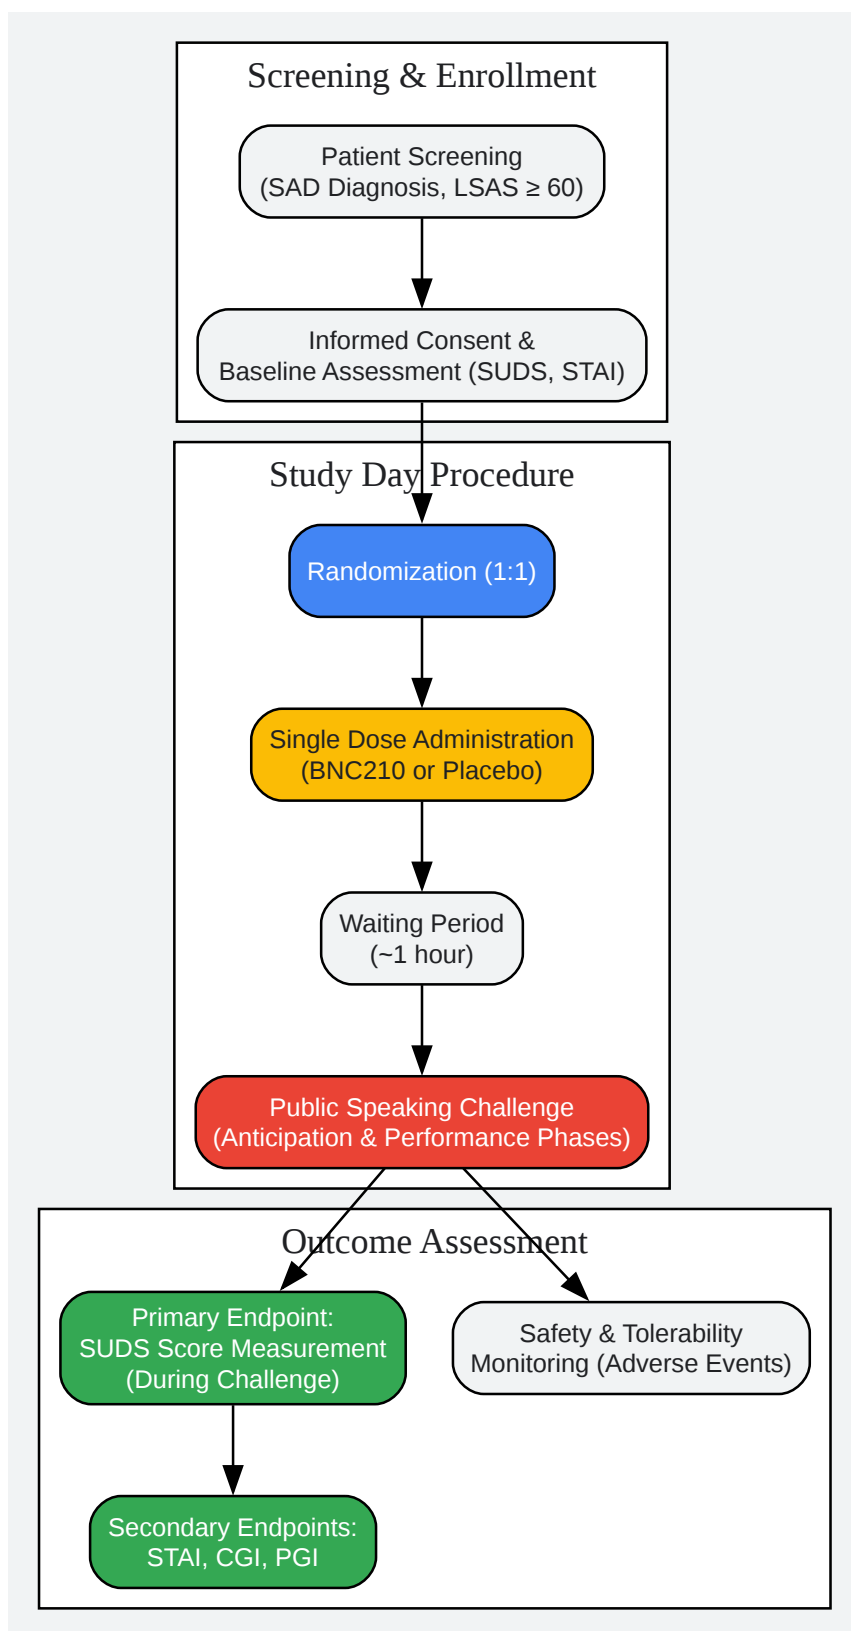 Screening & Enrollment
Patient Screening
(SAD Diagnosis, LSAS ≥ 60)
Informed Consent &
Baseline Assessment (SUDS, STAI)
Study Day Procedure
Randomization (1:1)
Single Dose Administration
(BNC210 or Placebo)
Waiting Period
(~1 hour)
Public Speaking Challenge
(Anticipation & Performance Phases)
Outcome Assessment
Primary Endpoint:
SUDS Score Measurement
(During Challenge)
Safety & Tolerability
Monitoring (Adverse Events)
Secondary Endpoints:
STAI, CGI, PGI